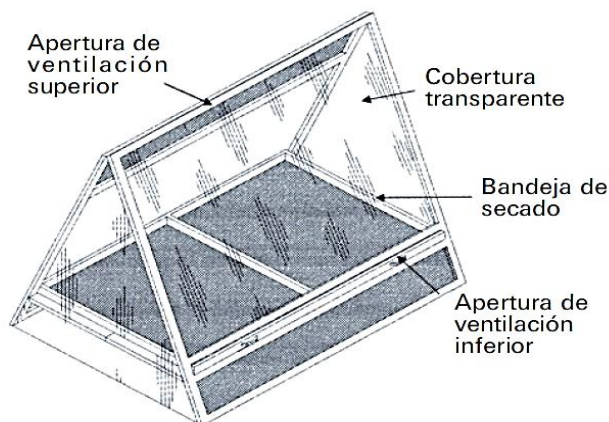 Apertura de
ventilación
superior
Cobertura
transparente
Bandeja de
secado
Apertura de
ventilación
inferior